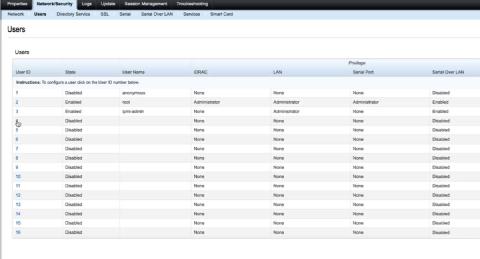 Properties Network/Security Logs Update Session Management Troubleshooting
Network Users Directory Service SSL Serial Serial Over LAN Services Smart Card
Users
Users
Privilege
User ID State User Name iDRAC LAN Serial Port Serial Over LAN
Instructions: To configure a user click on the User ID number below.
1 Disabled anonymous None None None Disabled
2 Enabled root Administrator Administrator Administrator Enabled
3 Enabled ipmi-admin None Administrator None Enabled
4 Disabled None None None Disabled
5 Disabled None None None Disabled
6 Disabled None None None Disabled
7 Disabled None None None Disabled
8 Disabled None None None Disabled
9 Disabled None None None Disabled
10 Disabled None None None Disabled
11 Disabled None None None Disabled
12 Disabled None None None Disabled
13 Disabled None None None Disabled
14 Disabled None None None Disabled
15 Disabled None None None Disabled
16 Disabled None None None Disabled